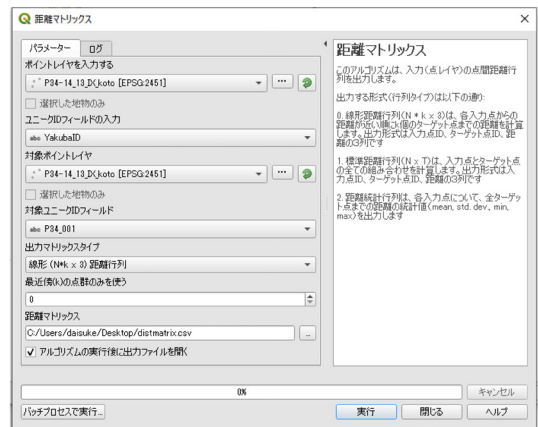 距離マトリックス
パラメーター
ログ
ポイントレイヤを入力する
P34-14_13_DX_koto [EPSG:2451]
選択した地物のみ
ユニークIDフィールドの入力
abc YakubaID
対象ポイントレイヤ
P34-14_13_DX_koto [EPSG:2451]
選択した地物のみ
対象ユニークIDフィールド
abc P34_001
出力マトリックスタイプ
線形 (N*k x 3) 距離行列
最近傍(k)の点群のみを使う
0
距離マトリックス
C:/Users/daisuke/Desktop/distmatrix.csv
...
アルゴリズムの実行後に出力ファイルを開く
距離マトリックス
このアルゴリズムは、入力（点レイヤ）の点間距離行
列を出力します。
出力する形式（行列タイプ）は以下の通り:
0.線形距離行列(N * k x 3)は、各入力点からの
距離が近い順にk個のターゲット点までの距離を計算
します。出力形式は入力点ID、ターゲット点ID、距
離の3列です
1. 標準距離行列(N x T)は、入力点とターゲット点
の全ての組み合わせを計算します。出力形式は入
力点ID、ターゲット点ID、距離の3列です
2. 距離統計行列は、各入力点について、全ターゲッ
ト点までの距離の統計値(mean, std. dev., min,
max)を出力します
0%
キャンセル
バッチプロセスで実行...
実行
閉じる
ヘルプ